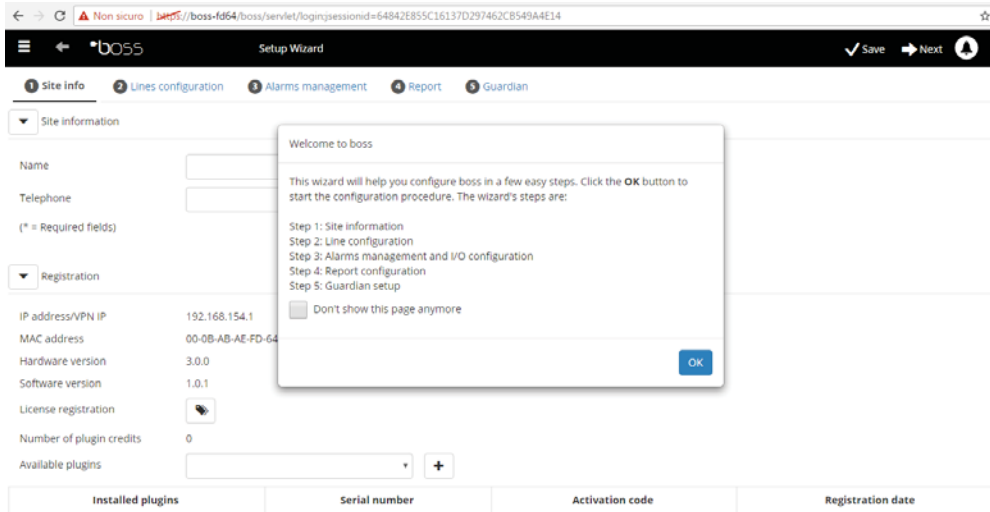 Non sicuro | https://boss-fd64/boss/servlet/login;jsessionid=64842E855C16137D297462CB549A4E14
boss Setup Wizard Save Next
1 Site info 2 Lines configuration 3 Alarms management 4 Report 5 Guardian
Site information
Name
Telephone
(* = Required fields)
Welcome to boss
This wizard will help you configure boss in a few easy steps. Click the OK button to
start the configuration procedure. The wizard's steps are:
Step 1: Site information
Step 2: Line configuration
Step 3: Alarms management and I/O configuration
Step 4: Report configuration
Step 5: Guardian setup
Don't show this page anymore
OK
Registration
IP address/VPN IP 192.168.154.1
MAC address 00-0B-AB-AE-FD-64
Hardware version 3.0.0
Software version 1.0.1
License registration
Number of plugin credits 0
Available plugins
Installed plugins Serial number Activation code Registration date